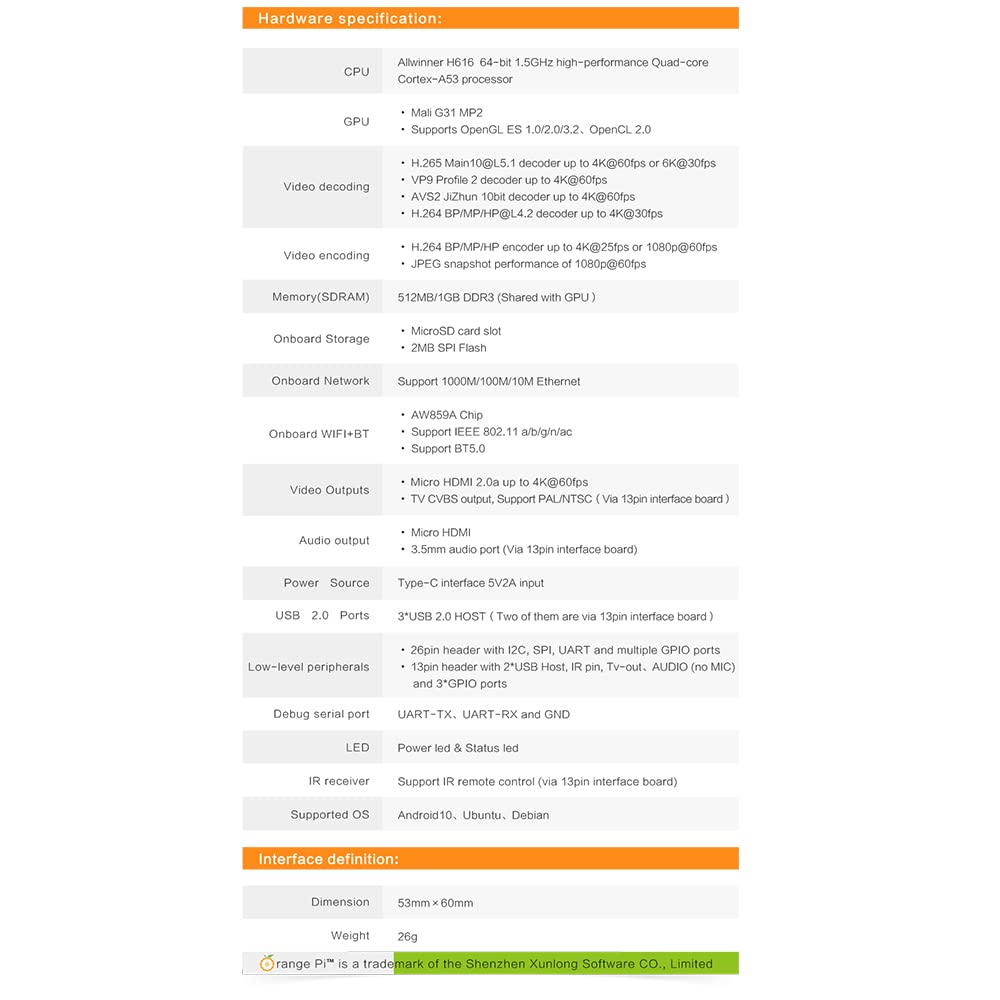 Hardware specification:
CPU
Allwinner H616 64-bit 1.5GHz high-performance Quad-core
Cortex-A53 processor
GPU
• Mali G31 MP2
• Supports OpenGL ES 1.0/2.0/3.2、OpenCL 2.0
Video decoding
• H.265 Main10@L5.1 decoder up to 4K@60fps or 6K@30fps
• VP9 Profile 2 decoder up to 4K@60fps
• AVS2 JiZhun 10bit decoder up to 4K@60fps
• H.264 BP/MP/HP@L4.2 decoder up to 4K@30fps
Video encoding
• H.264 BP/MP/HP encoder up to 4K@25fps or 1080p@60fps
• JPEG snapshot performance of 1080p@60fps
Memory(SDRAM)
512MB/1GB DDR3 (Shared with GPU)
Onboard Storage
• MicroSD card slot
• 2MB SPI Flash
Onboard Network
Support 1000M/100M/10M Ethernet
Onboard WIFI+BT
• AW859A Chip
• Support IEEE 802.11 a/b/g/n/ac
• Support BT5.0
Video Outputs
• Micro HDMI 2.0a up to 4K@60fps
• TV CVBS output, Support PAL/NTSC (Via 13pin interface board)
Audio output
• Micro HDMI
• 3.5mm audio port (Via 13pin interface board)
Power Source
Type-C interface 5V2A input
USB 2.0 Ports
3*USB 2.0 HOST (Two of them are via 13pin interface board)
Low-level peripherals
• 26pin header with I2C, SPI, UART and multiple GPIO ports
• 13pin header with 2*USB Host, IR pin, Tv-out、AUDIO (no MIC)
and 3*GPIO ports
Debug serial port
UART-TX、UART-RX and GND
LED
Power led & Status led
IR receiver
Support IR remote control (via 13pin interface board)
Supported OS
Android10、Ubuntu、Debian
Interface definition:
Dimension
53mm×60mm
Weight
26g
range Pi™ is a trademark of the Shenzhen Xunlong Software CO., Limited